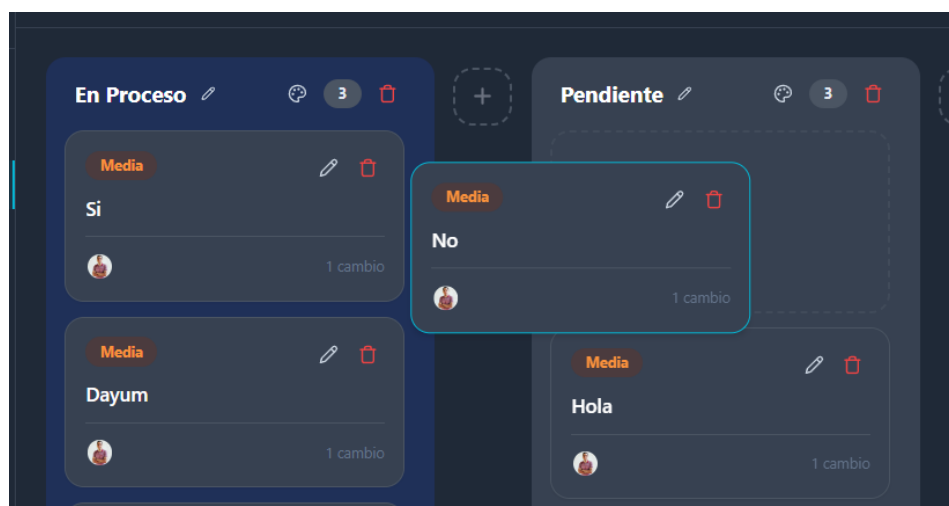 En Proceso
3
Media
Si
1 cambio
Media
Dayum
1 cambio
Media
No
1 cambio
Pendiente
3
Media
Hola
1 cambio